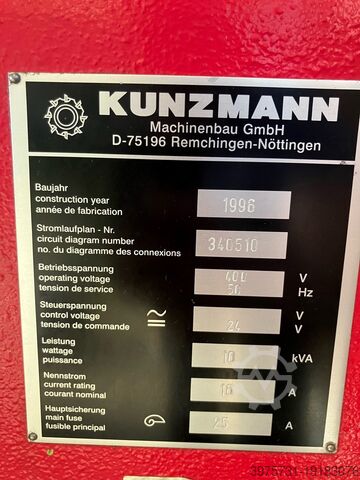 KUNZMANN
Machinenbau GmbH
D-75196 Remchingen-Nöttingen
Baujahr
construction year
année de fabrication
1996
Stromlaufplan - Nr.
circuit diagram number
no. du diagramme des connexions
340510
Betriebsspannung
operating voltage
tension de service
400 V
50 Hz
Steuerspannung
control voltage
tension de commande
V
24 V
Leistung
wattage
puissance
10 kVA
Nennstrom
current rating
courant nominal
16 A
Hauptsicherung
main fuse
fusible principal
25 A